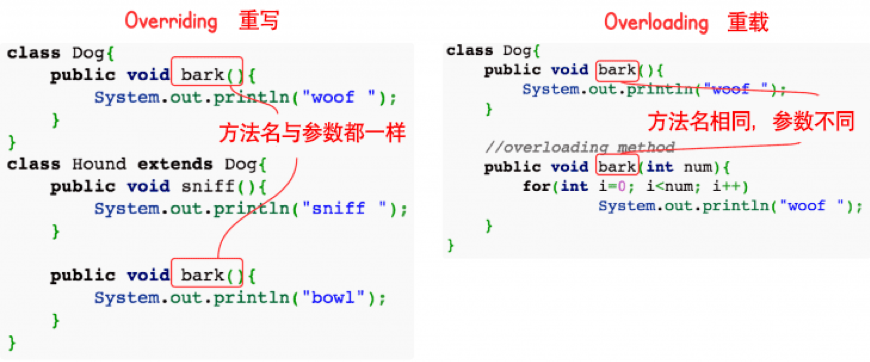 Overriding 重写
class Dog{
public void bark(){
System.out.println("woof ");
}
}
方法名与参数都一样
class Hound extends Dog{
public void sniff(){
System.out.println("sniff ");
}
public void bark(){
System.out.println("bowl");
}
}
Overloading 重载
class Dog{
public void bark(){
System.out.println("woof ");
}
方法名相同，参数不同
//overloading method
public void bark(int num){
for(int i=0; i<num; i++)
System.out.println("woof ");
}
}